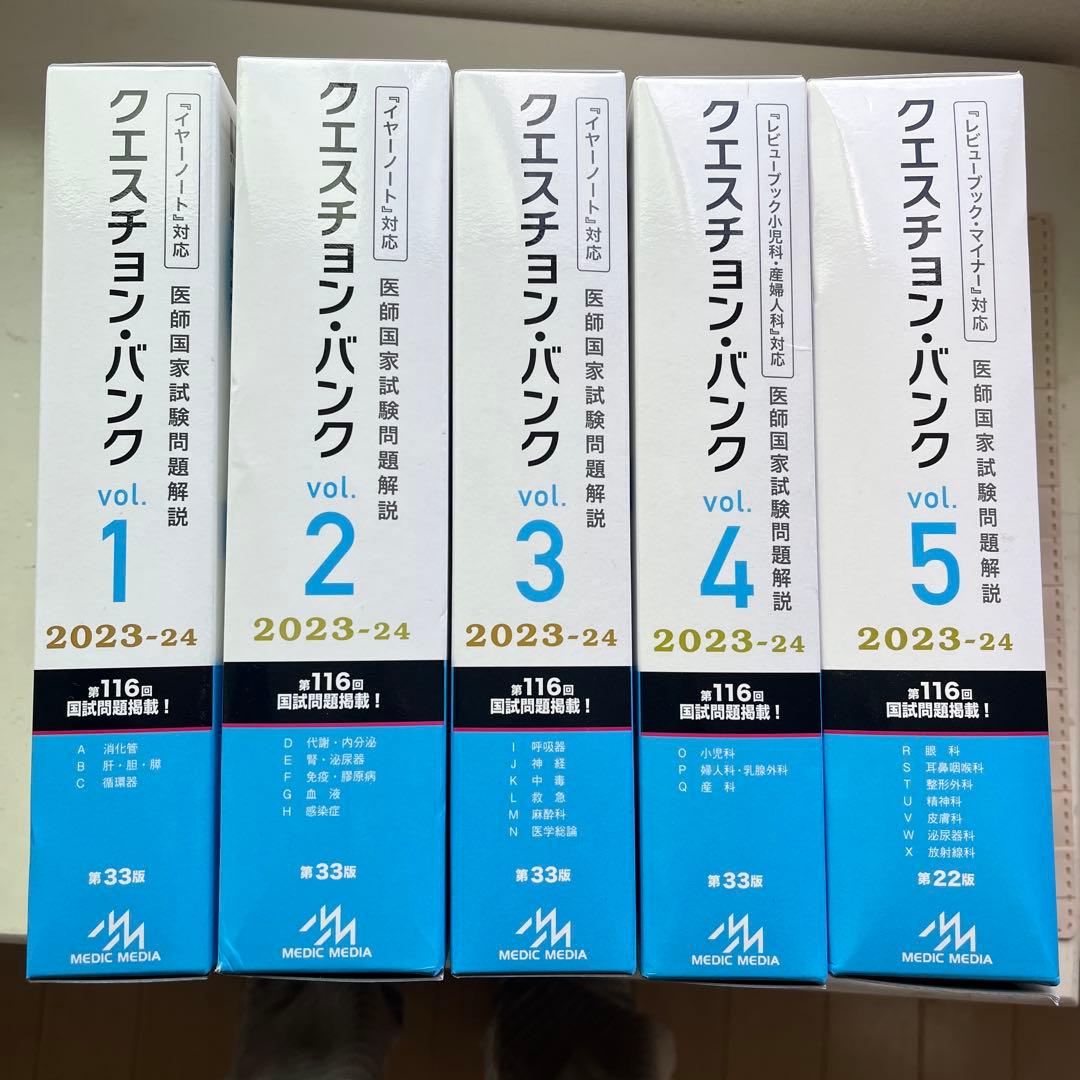 『イヤーノート』対応
クエスチョン・バンク
医師国家試験問題解説
vol.
1
2023-24
第116回
国試問題掲載！
A 消化管
B 肝・胆・膵
C 循環器
第33版
MEDIC MEDIA
『イヤーノート』対応
クエスチョン・バンク
医師国家試験問題解説
vol.
2
2023-24
第116回
国試問題掲載！
D 代謝・内分泌
E 腎・泌尿器
F 免疫・膠原病
G 血液
H 感染症
第33版
MEDIC MEDIA
『イヤーノート』対応
クエスチョン・バンク
医師国家試験問題解説
vol.
3
2023-24
第116回
国試問題掲載！
I 呼吸器
J 神経
K 中毒
L 救急
M 麻酔科
N 医学総論
第33版
MEDIC MEDIA
『レビューブック小児科・産婦人科』対応
クエスチョン・バンク
医師国家試験問題解説
vol.
4
2023-24
第116回
国試問題掲載！
O 小児科
P 婦人科・乳腺外科
Q 産科
第33版
MEDIC MEDIA
『レビューブック・マイナー』対応
クエスチョン・バンク
医師国家試験問題解説
vol.
5
2023-24
第116回
国試問題掲載！
R 眼科
S 耳鼻咽喉科
T 整形外科
U 精神科
V 皮膚科
W 泌尿器科
X 放射線科
第22版
MEDIC MEDIA